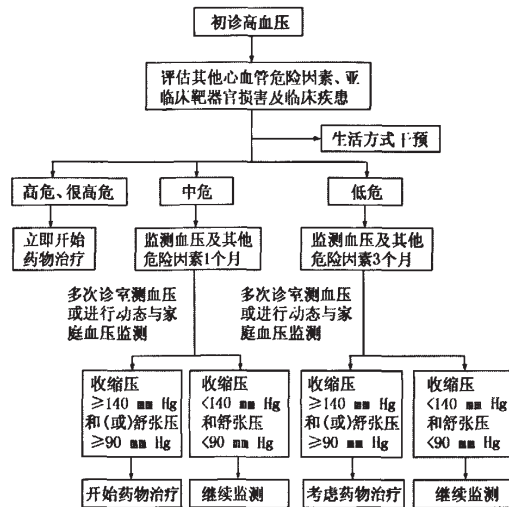 初诊高血压
评估其他心血管危险因素、亚
临床靶器官损害及临床疾患
生活方式干预
高危、很高危
中危
低危
立即开始
药物治疗
监测血压及其他
危险因素1个月
监测血压及其他
危险因素3个月
多次诊室测血压
或进行动态与家
庭血压监测
多次诊室测血压
或进行动态与家
庭血压监测
收缩压
≥140 mm Hg
和(或)舒张压
≥90 mm Hg
收缩压
<140 mm Hg
和舒张压
<90 mm Hg
收缩压
≥140 mm Hg
和(或)舒张压
≥90 mm Hg
收缩压
<140 mm Hg
和舒张压
<90 mm Hg
开始药物治疗
继续监测
考虑药物治疗
继续监测